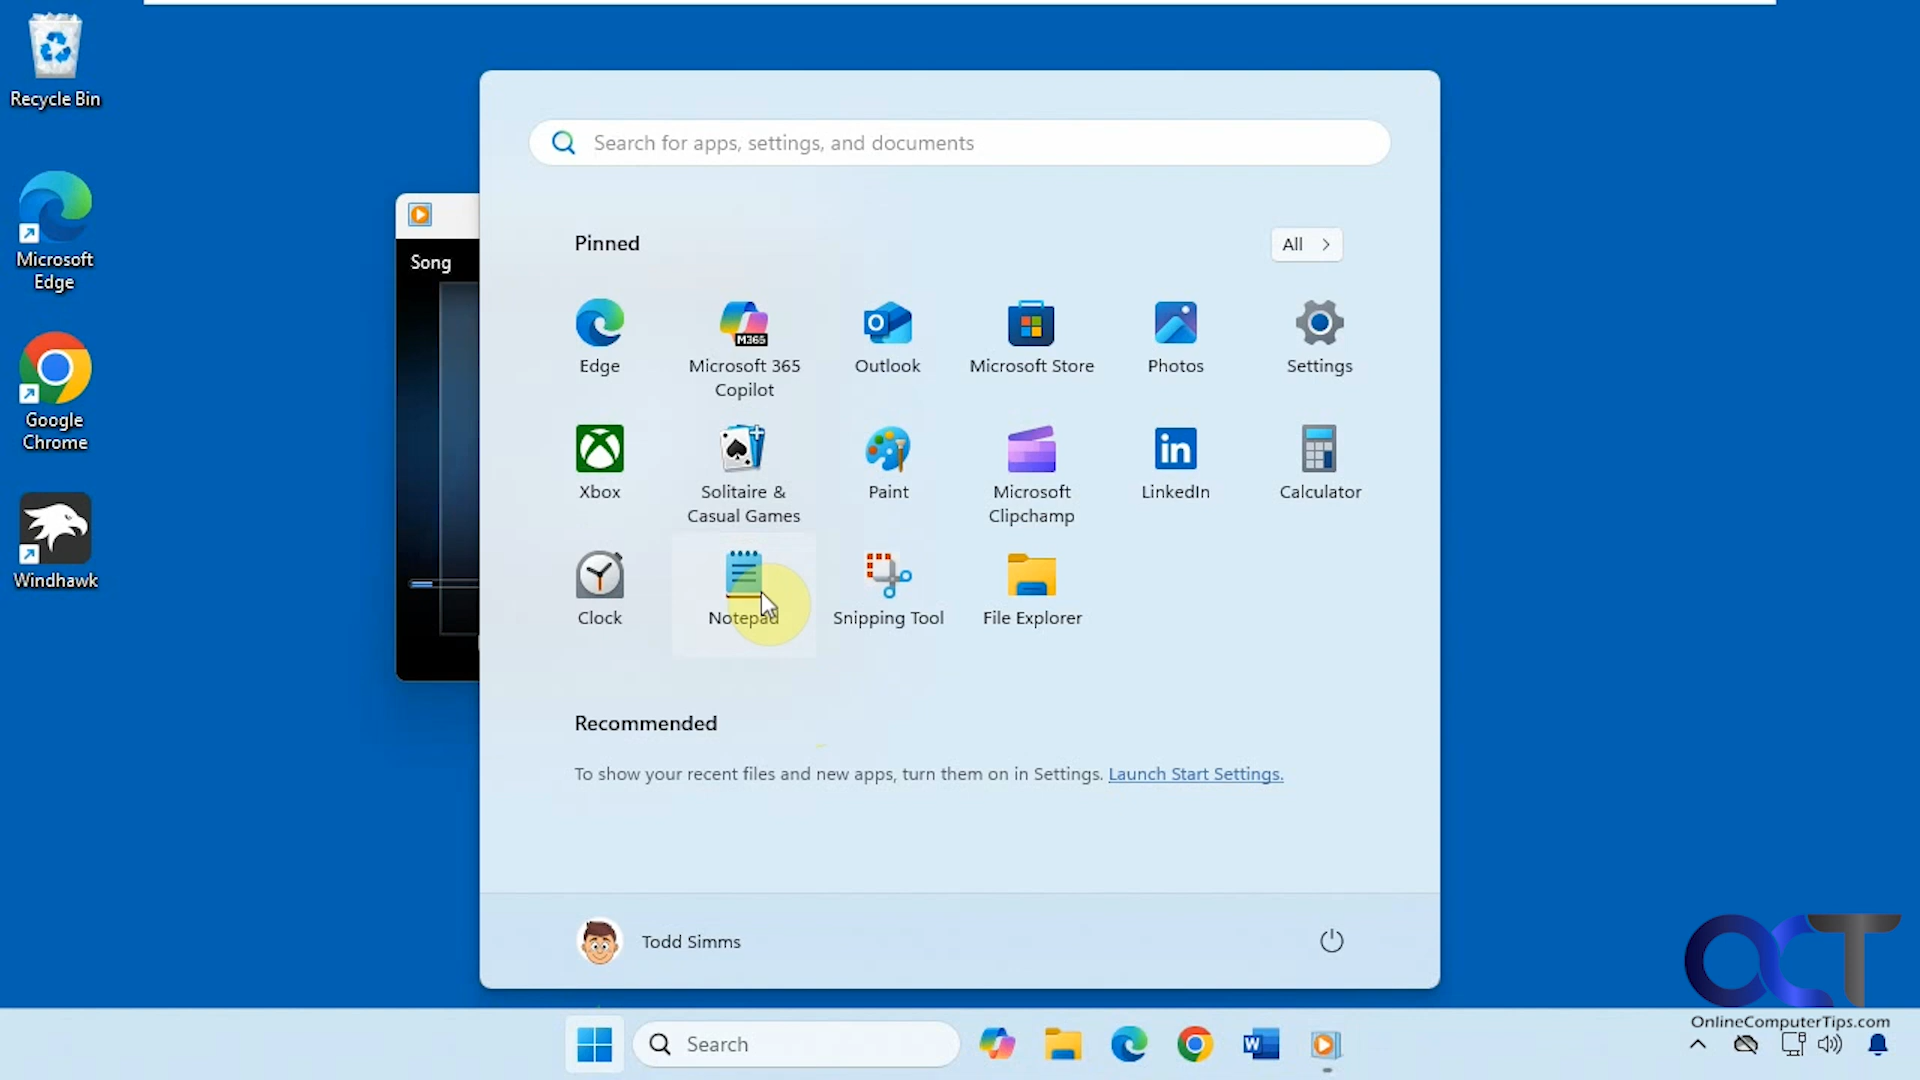 Recycle Bin
Microsoft
Edge
Google
Chrome
Windhawk
Song
Search for apps, settings, and documents
Pinned
All
Edge
Microsoft 365
Copilot
M365
Outlook
Microsoft Store
Photos
Settings
Xbox
Solitaire &
Casual Games
Paint
Microsoft
Clipchamp
in
LinkedIn
Calculator
Clock
Notepad
Snipping Tool
File Explorer
Recommended
To show your recent files and new apps, turn them on in Settings. Launch Start Settings.
Todd Simms
Search
W
OCT
OnlineComputerTips.com